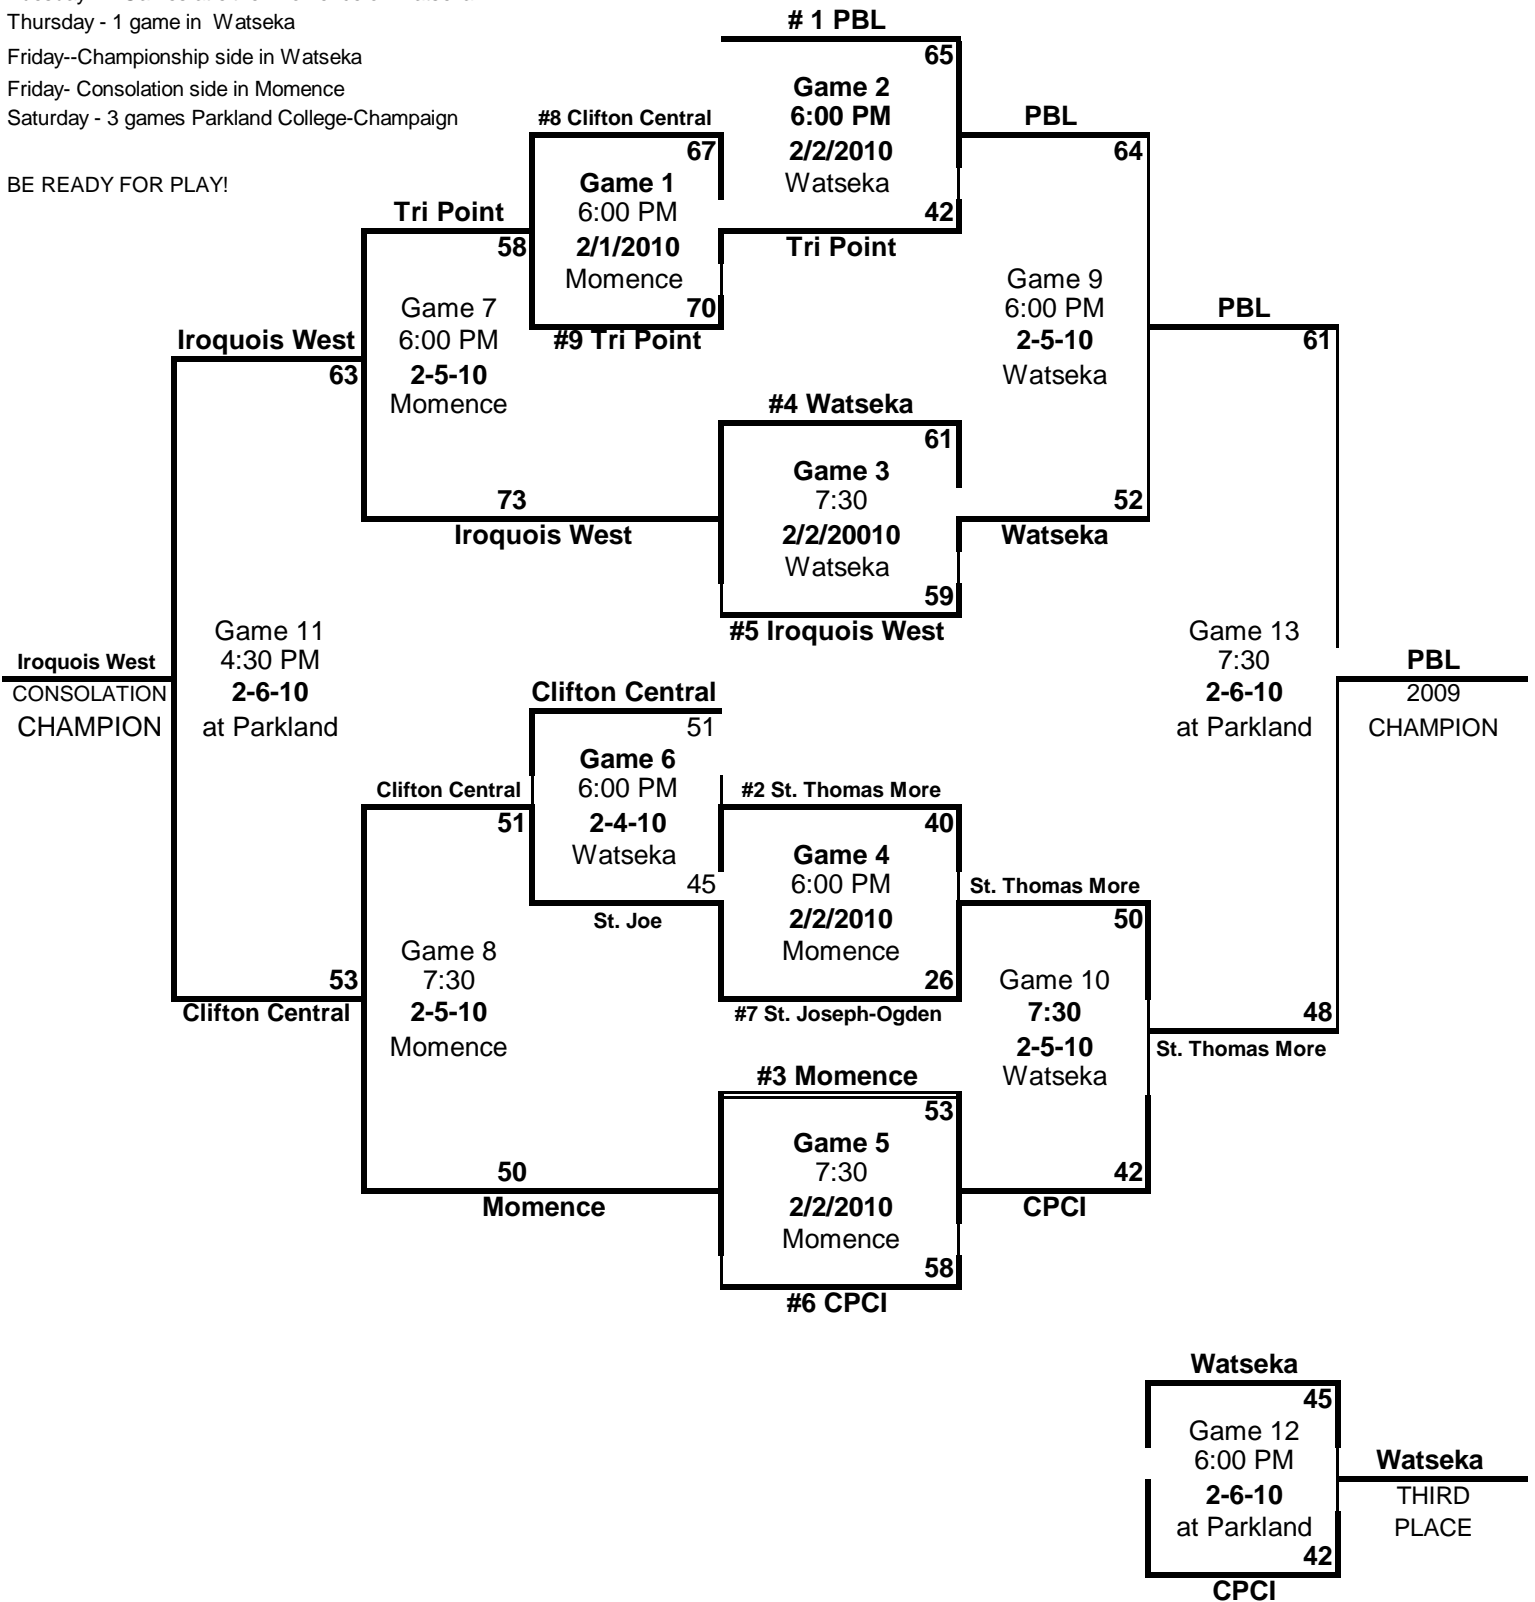 Thursday - 1 game in  Watseka
Friday--Championship side in Watseka
Friday- Consolation side in Momence
Saturday - 3 games Parkland College-Champaign
BE READY FOR PLAY!
# 1 PBL
65
Game 2
6:00 PM
2/2/2010
Watseka
42
Tri Point
#8 Clifton Central
67
Game 1
6:00 PM
2/1/2010
Momence
70
#9 Tri Point
PBL
64
Game 9
6:00 PM
2-5-10
Watseka
52
Watseka
Tri Point
58
Game 7
6:00 PM
2-5-10
Momence
73
Iroquois West
#4 Watseka
61
Game 3
7:30
2/2/20010
Watseka
59
#5 Iroquois West
PBL
61
Game 13
7:30
2-6-10
at Parkland
48
St. Thomas More
PBL
2009
CHAMPION
Iroquois West
63
Game 11
4:30 PM
2-6-10
at Parkland
53
Clifton Central
Iroquois West
CONSOLATION
CHAMPION
Clifton Central
51
Game 6
6:00 PM
2-4-10
Watseka
45
St. Joe
Clifton Central
51
Game 8
7:30
2-5-10
Momence
50
Momence
#2 St. Thomas More
40
Game 4
6:00 PM
2/2/2010
Momence
26
#7 St. Joseph-Ogden
St. Thomas More
50
Game 10
7:30
2-5-10
Watseka
42
CPCI
#3 Momence
53
Game 5
7:30
2/2/2010
Momence
58
#6 CPCI
Watseka
45
Game 12
6:00 PM
2-6-10
at Parkland
42
CPCI
Watseka
THIRD
PLACE